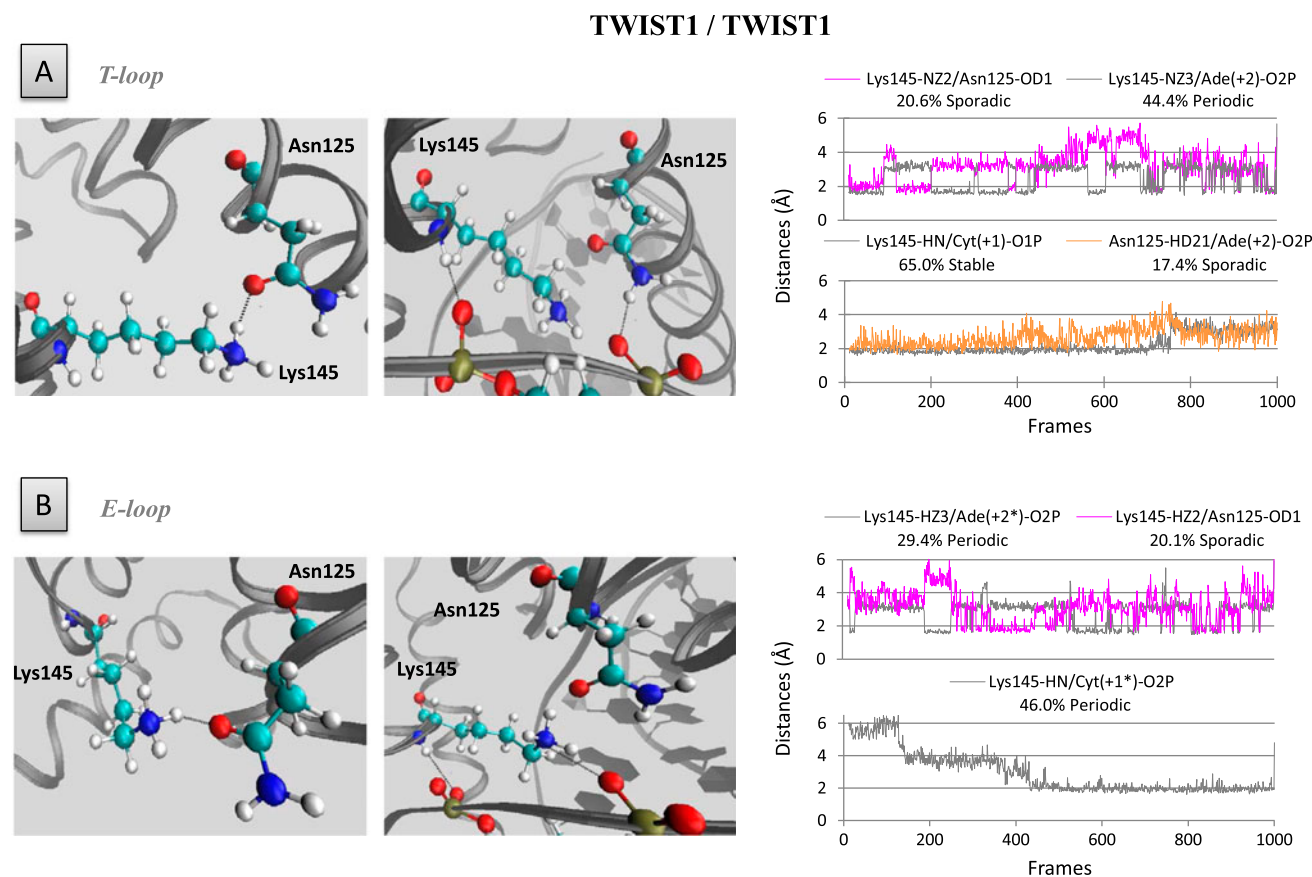 TWIST1 / TWIST1
A
T-loop
Asn125
Lys145
Lys145
Asn125
Lys145-NZ2/Asn125-OD1
20.6% Sporadic
Lys145-NZ3/Ade(+2)-O2P
44.4% Periodic
6
4
2
0
Lys145-HN/Cyt(+1)-O1P
65.0% Stable
Asn125-HD21/Ade(+2)-O2P
17.4% Sporadic
6
4
2
0
Distances (Å)
0 200 400 600 800 1000
Frames
B
E-loop
Asn125
Lys145
Asn125
Lys145
Lys145-HZ3/Ade(+2*)-O2P
29.4% Periodic
Lys145-HZ2/Asn125-OD1
20.1% Sporadic
6
4
2
0
Lys145-HN/Cyt(+1*)-O2P
46.0% Periodic
6
4
2
0
Distances (Å)
0 200 400 600 800 1000
Frames